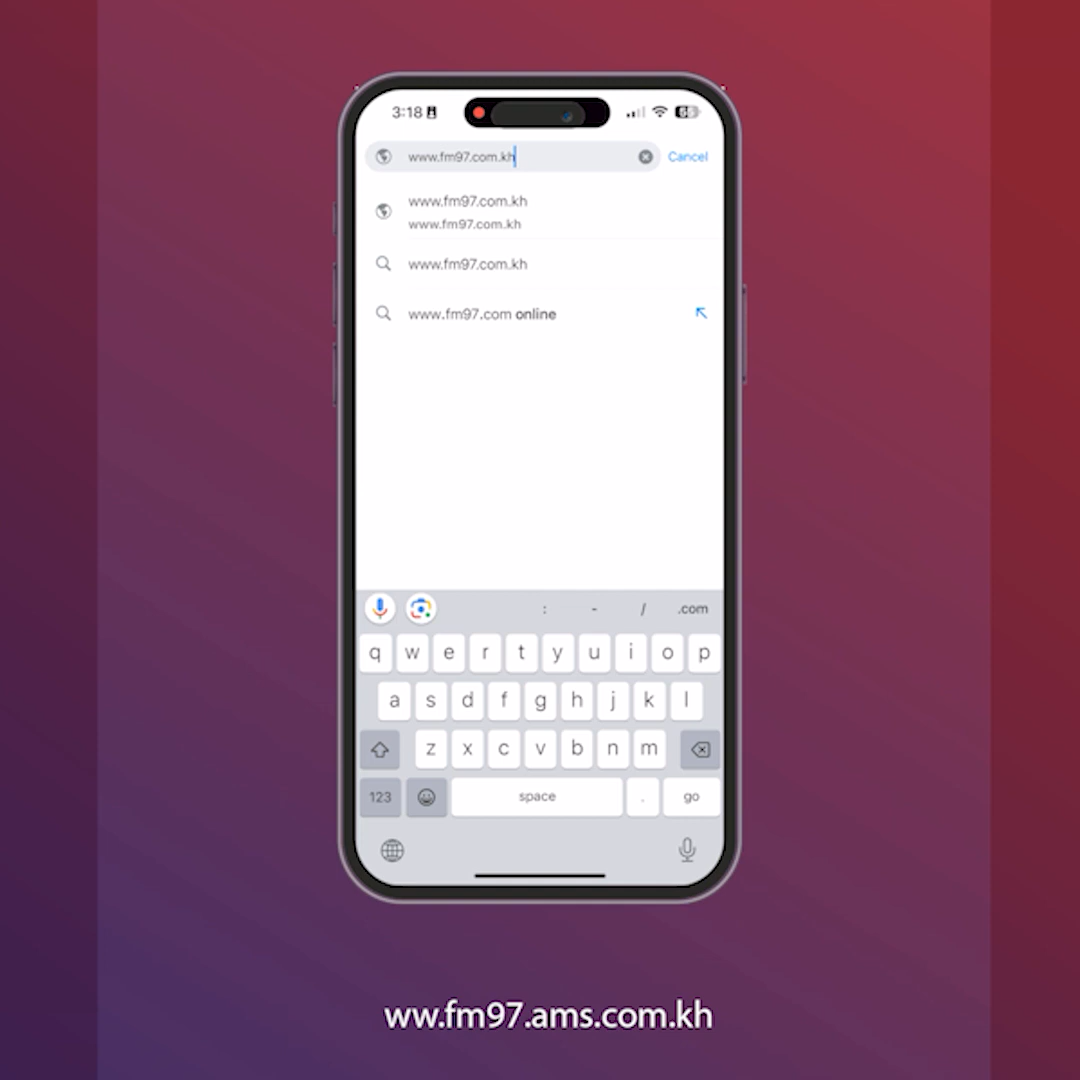 3:18
www.fm97.com.kh Cancel
www.fm97.com.kh
www.fm97.com.kh
www.fm97.com.kh
www.fm97.com online
: - / .com
q w e r t y u i o p
a s d f g h j k l
z x c v b n m
123 space . go
ww.fm97.ams.com.kh